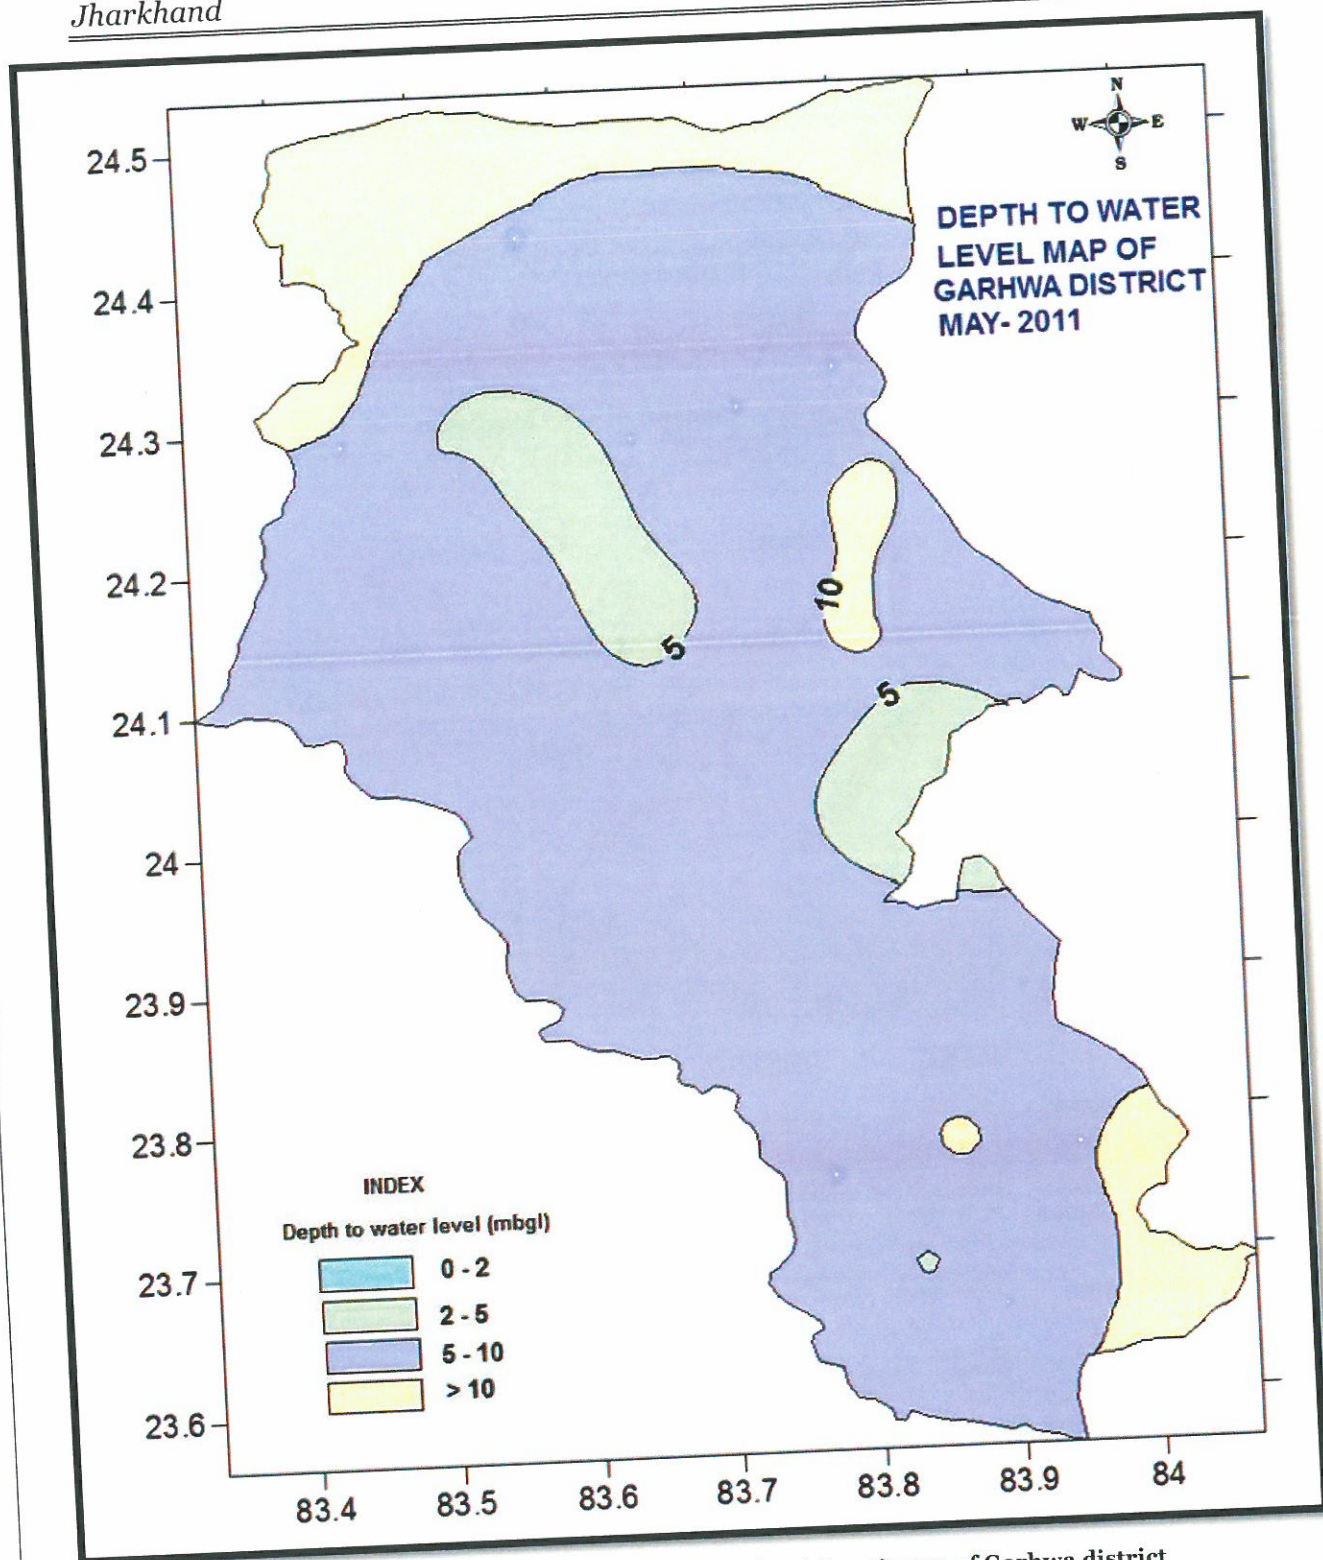 Jharkhand
N
W E
S
DEPTH TO WATER
LEVEL MAP OF
GARHWA DISTRICT
MAY- 2011
24.5
24.4
24.3
24.2
24.1
24
23.9
23.8
23.7
23.6
10
5
5
INDEX
Depth to water level (mbgl)
0 - 2
2 - 5
5 - 10
> 10
83.4
83.5
83.6
83.7
83.8
83.9
84
of Garhwa district